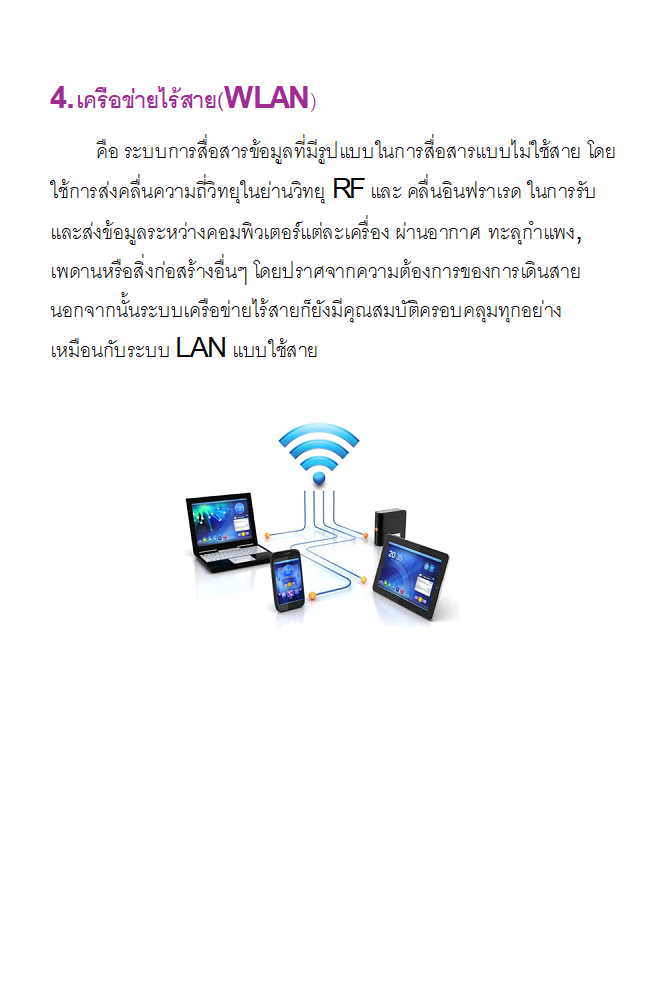 4.เครือข่ายไร้สาย(WLAN)
คือ ระบบการสื่อสารข้อมูลที่มีรูปแบบในการสื่อสารแบบไม่ใช้สาย โดย
ใช้การส่งคลื่นความถี่วิทยุในย่านวิทยุ RF และ คลื่นอินฟราเรด ในการรับ
และส่งข้อมูลระหว่างคอมพิวเตอร์แต่ละเครื่อง ผ่านอากาศ ทะลุกำแพง,
เพดานหรือสิ่งก่อสร้างอื่นๆ โดยปราศจากความต้องการของการเดินสาย
นอกจากนั้นระบบเครือข่ายไร้สายก็ยังมีคุณสมบัติครอบคลุมทุกอย่าง
เหมือนกับระบบ LAN แบบใช้สาย
20:35